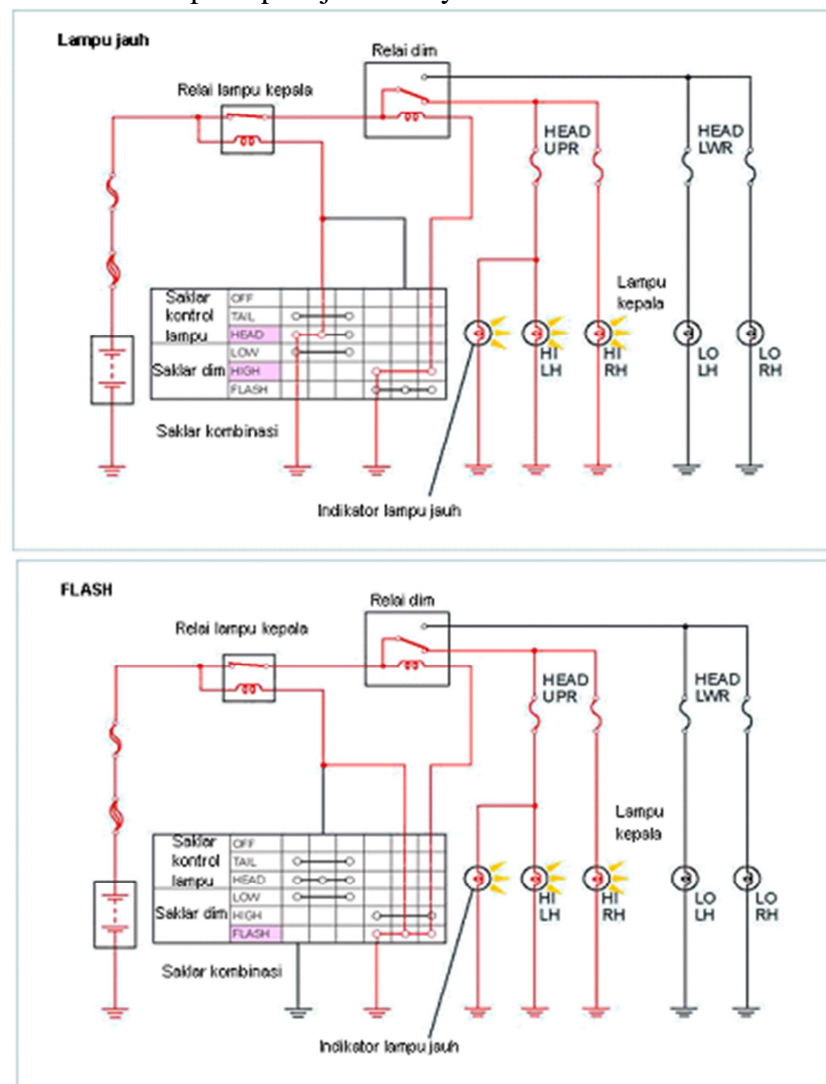 Lampu jauh
Relai dim
Relai lampu kepala
HEAD UPR
HEAD LWR
Saklar kontrol lampu
OFF
TAIL
HEAD
Saklar dim
LOW
HIGH
FLASH
Lampu kepala
HI LH
HI RH
LO LH
LO RH
Saklar kombinasi
Indikator lampu jauh
FLASH
Relai dim
Relai lampu kepala
HEAD UPR
HEAD LWR
Saklar kontrol lampu
OFF
TAIL
HEAD
Saklar dim
LOW
HIGH
FLASH
Lampu kepala
HI LH
HI RH
LO LH
LO RH
Saklar kombinasi
Indikator lampu jauh